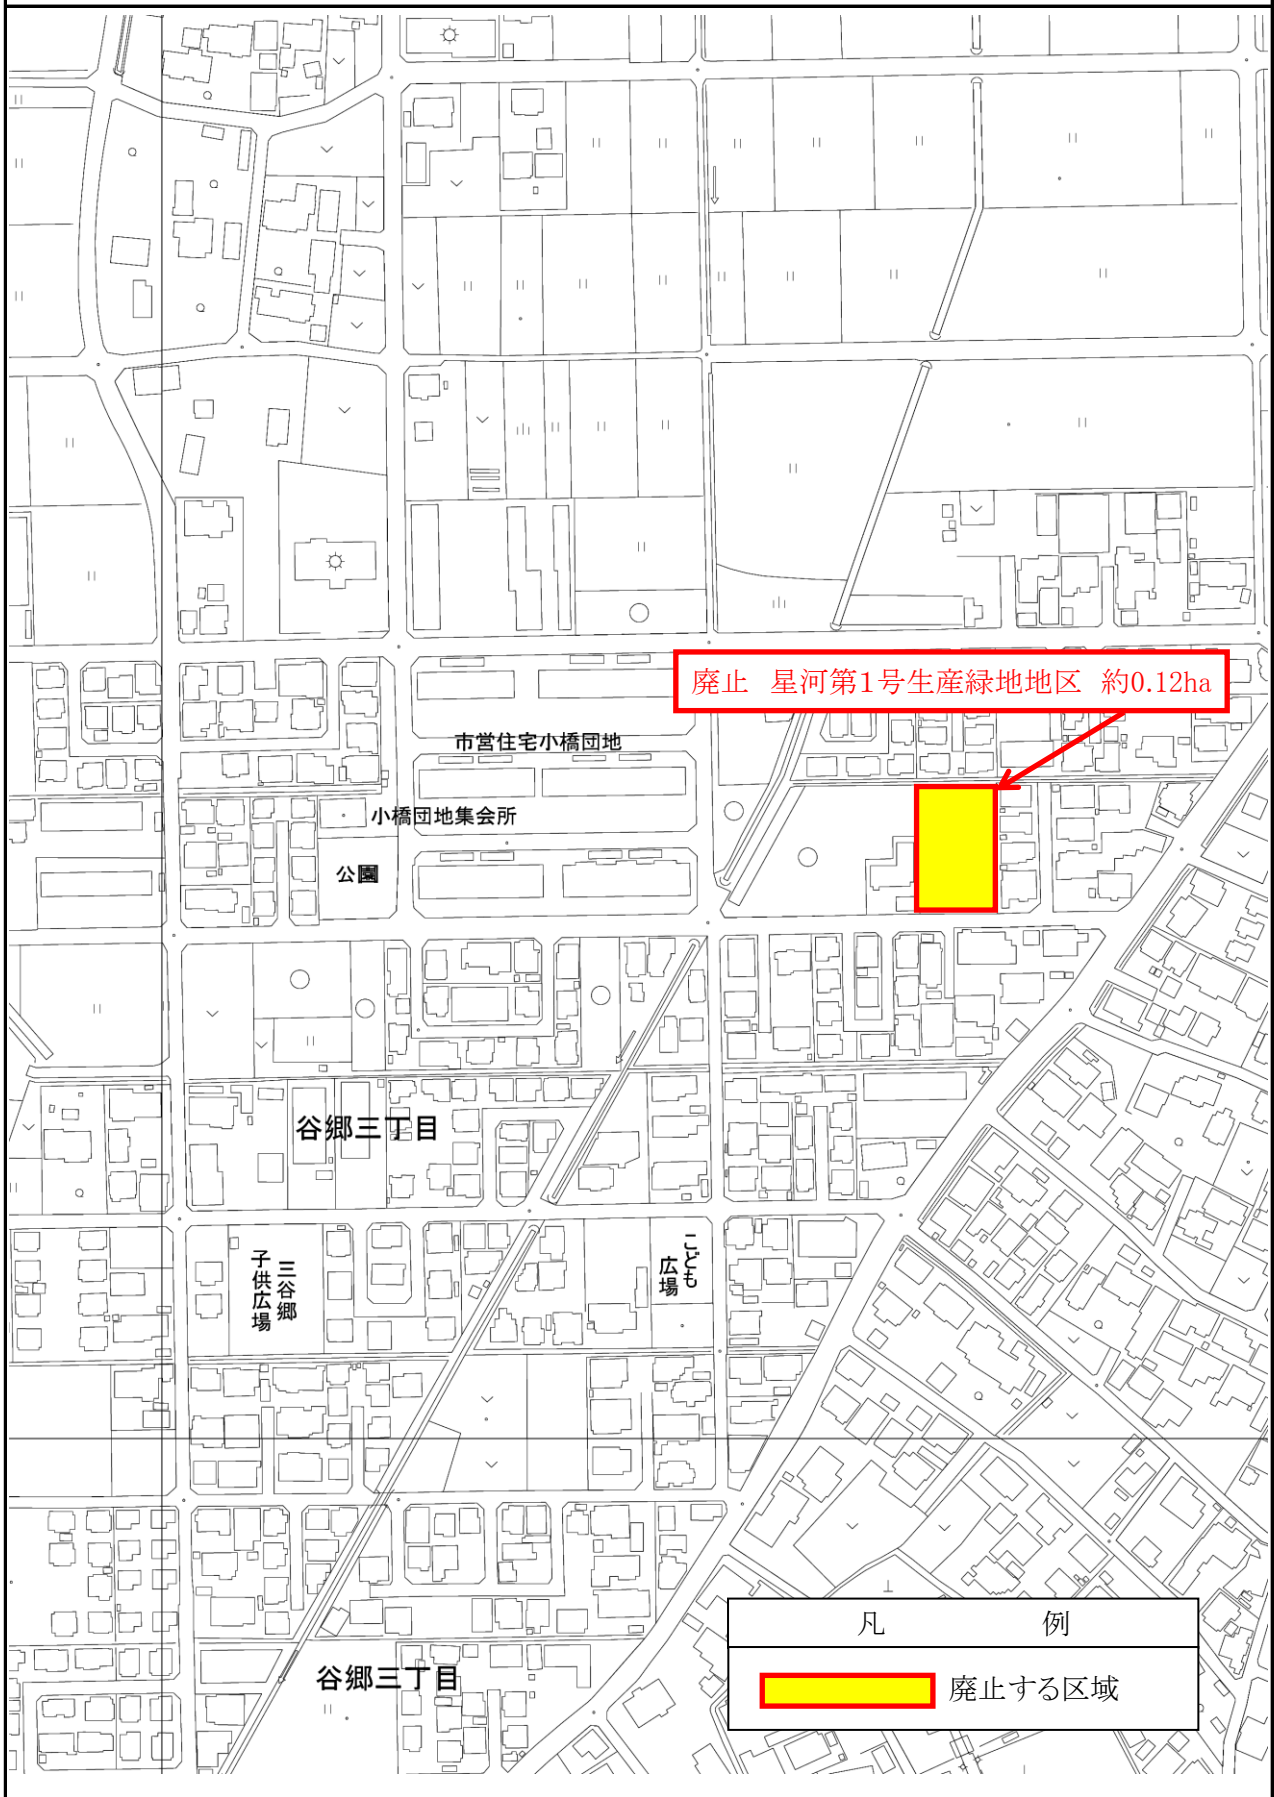 廃止 星河第1号生産緑地地区 約0.12ha
市営住宅小橋団地
小橋団地集会所
公園
谷郷三丁目
こども
広場
三谷郷
子供広場
凡 例
谷郷三丁目
廃止する区域